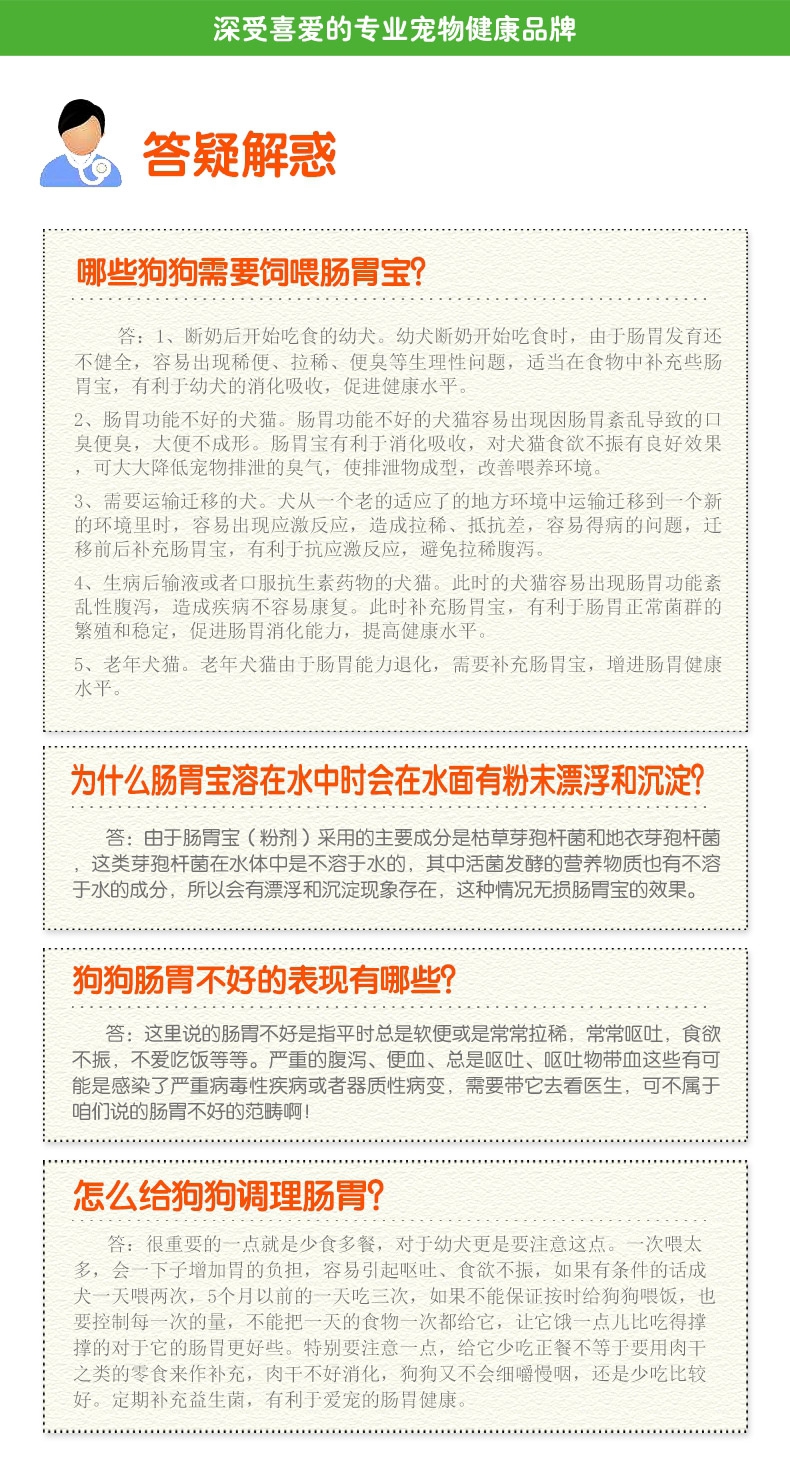 深受喜爱的专业宠物健康品牌
答疑解惑
哪些狗狗需要饲喂肠胃宝?
答：1、断奶后开始吃食的幼犬。幼犬断奶开始吃食时，由于肠胃发育还
不健全，容易出现稀便、拉稀、便臭等生理性问题，适当在食物中补充些肠
胃宝，有利于幼犬的消化吸收，促进健康水平。
2、肠胃功能不好的犬猫。肠胃功能不好的犬猫容易出现因肠胃紊乱导致的口
臭便臭，大便不成形。肠胃宝有利于消化吸收，对犬猫食欲不振有良好效果
，可大大降低宠物排泄的臭气，使排泄物成型，改善喂养环境。
3、需要运输迁移的犬。犬从一个老的适应了的地方环境中运输迁移到一个新
的环境里时，容易出现应激反应，造成拉稀、抵抗差，容易得病的问题，迁
移前后补充肠胃宝，有利于抗应激反应，避免拉稀腹泻。
4、生病后输液或者口服抗生素药物的犬猫。此时的犬猫容易出现肠胃功能紊
乱性腹泻，造成疾病不容易康复。此时补充肠胃宝，有利于肠胃正常菌群的
繁殖和稳定，促进肠胃消化能力，提高健康水平。
5、老年犬猫。老年犬猫由于肠胃能力退化，需要补充肠胃宝，增进肠胃健康
水平。
为什么肠胃宝溶在水中时会在水面有粉末漂浮和沉淀?
答：由于肠胃宝（粉剂）采用的主要成分是枯草芽孢杆菌和地衣芽孢杆菌
，这类芽孢杆菌在水体中是不溶于水的，其中活菌发酵的营养物质也有不溶
于水的成分，所以会有漂浮和沉淀现象存在，这种情况无损肠胃宝的效果。
狗狗肠胃不好的表现有哪些?
答：这里说的肠胃不好是指平时总是软便或是常常拉稀，常常呕吐，食欲
不振，不爱吃饭等等。严重的腹泻、便血、总是呕吐、呕吐物带血这些有可
能是感染了严重病毒性疾病或者器质性病变，需要带它去看医生，可不属于
咱们说的肠胃不好的范畴啊!
怎么给狗狗调理肠胃?
答：很重要的一点就是少食多餐，对于幼犬更是要注意这点。一次喂太
多，会一下子增加胃的负担，容易引起呕吐、食欲不振，如果有条件的话成
犬一天喂两次，5个月以前的一天吃三次，如果不能保证按时给狗狗喂饭，也
要控制每一次的量，不能把一天的食物一次都给它，让它饿一点儿比吃得撑
撑的对于它的肠胃更好些。特别要注意一点，给它少吃正餐不等于要用肉干
之类的零食来作补充，肉干不好消化，狗狗又不会细嚼慢咽，还是少吃比较
好。定期补充益生菌，有利于爱宠的肠胃健康。